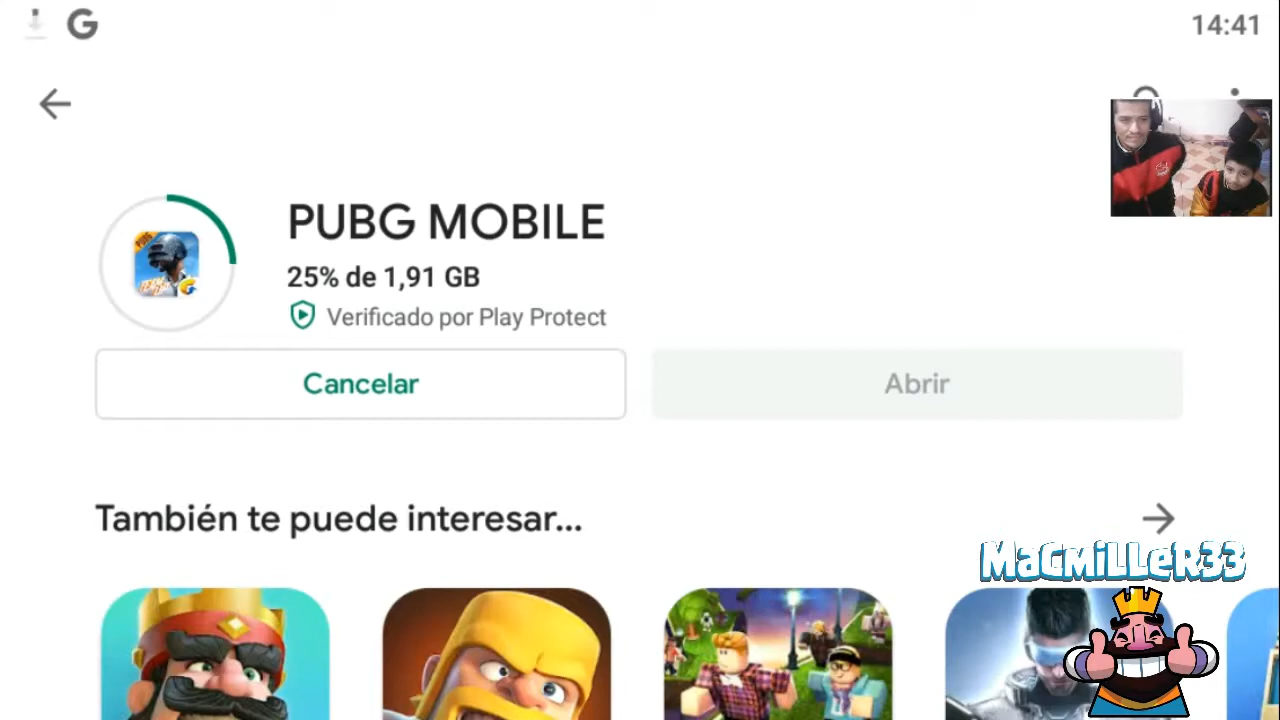 G
14:41
PUBG MOBILE
25% de 1,91 GB
Verificado por Play Protect
Cancelar
Abrir
También te puede interesar...
MaCMiLLeR33